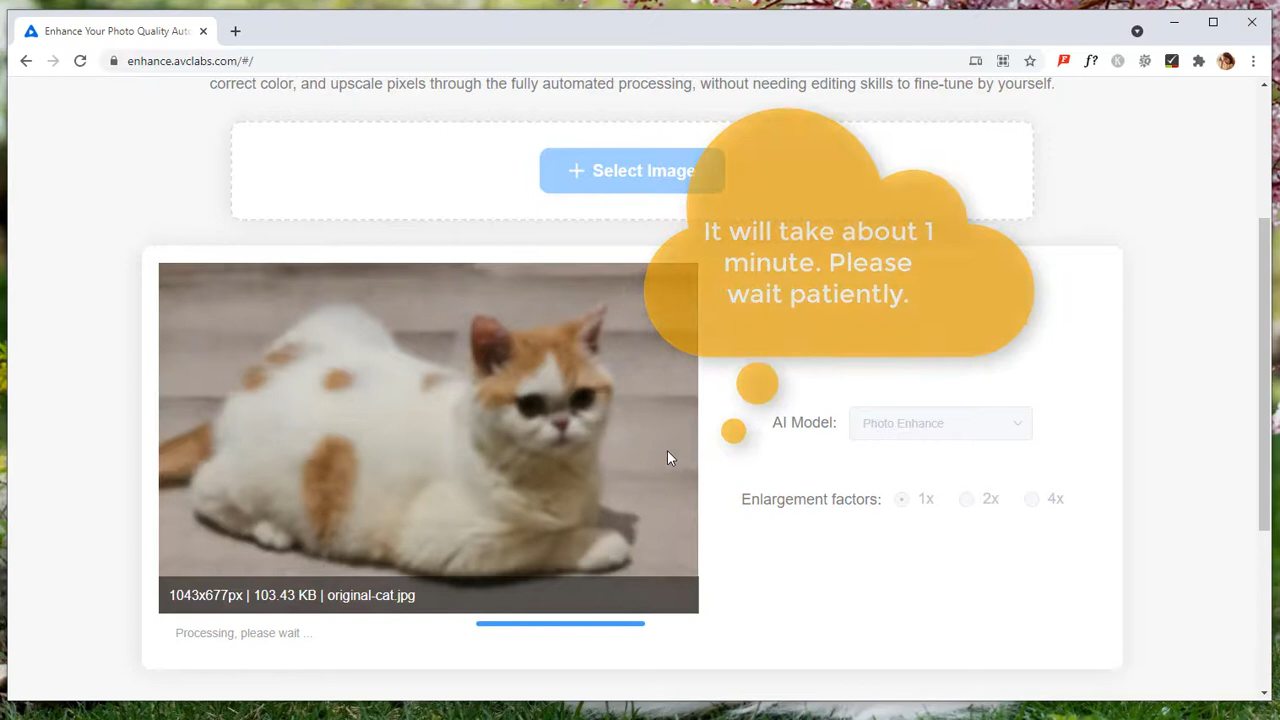 Enhance Your Photo Quality Auto
enhance.avclabs.com/#/
correct color, and upscale pixels through the fully automated processing, without needing editing skills to fine-tune by yourself.
+ Select Image
It will take about 1
minute. Please
wait patiently.
AI Model: Photo Enhance
Enlargement factors: 1x 2x 4x
1043x677px | 103.43 KB | original-cat.jpg
Processing, please wait ...